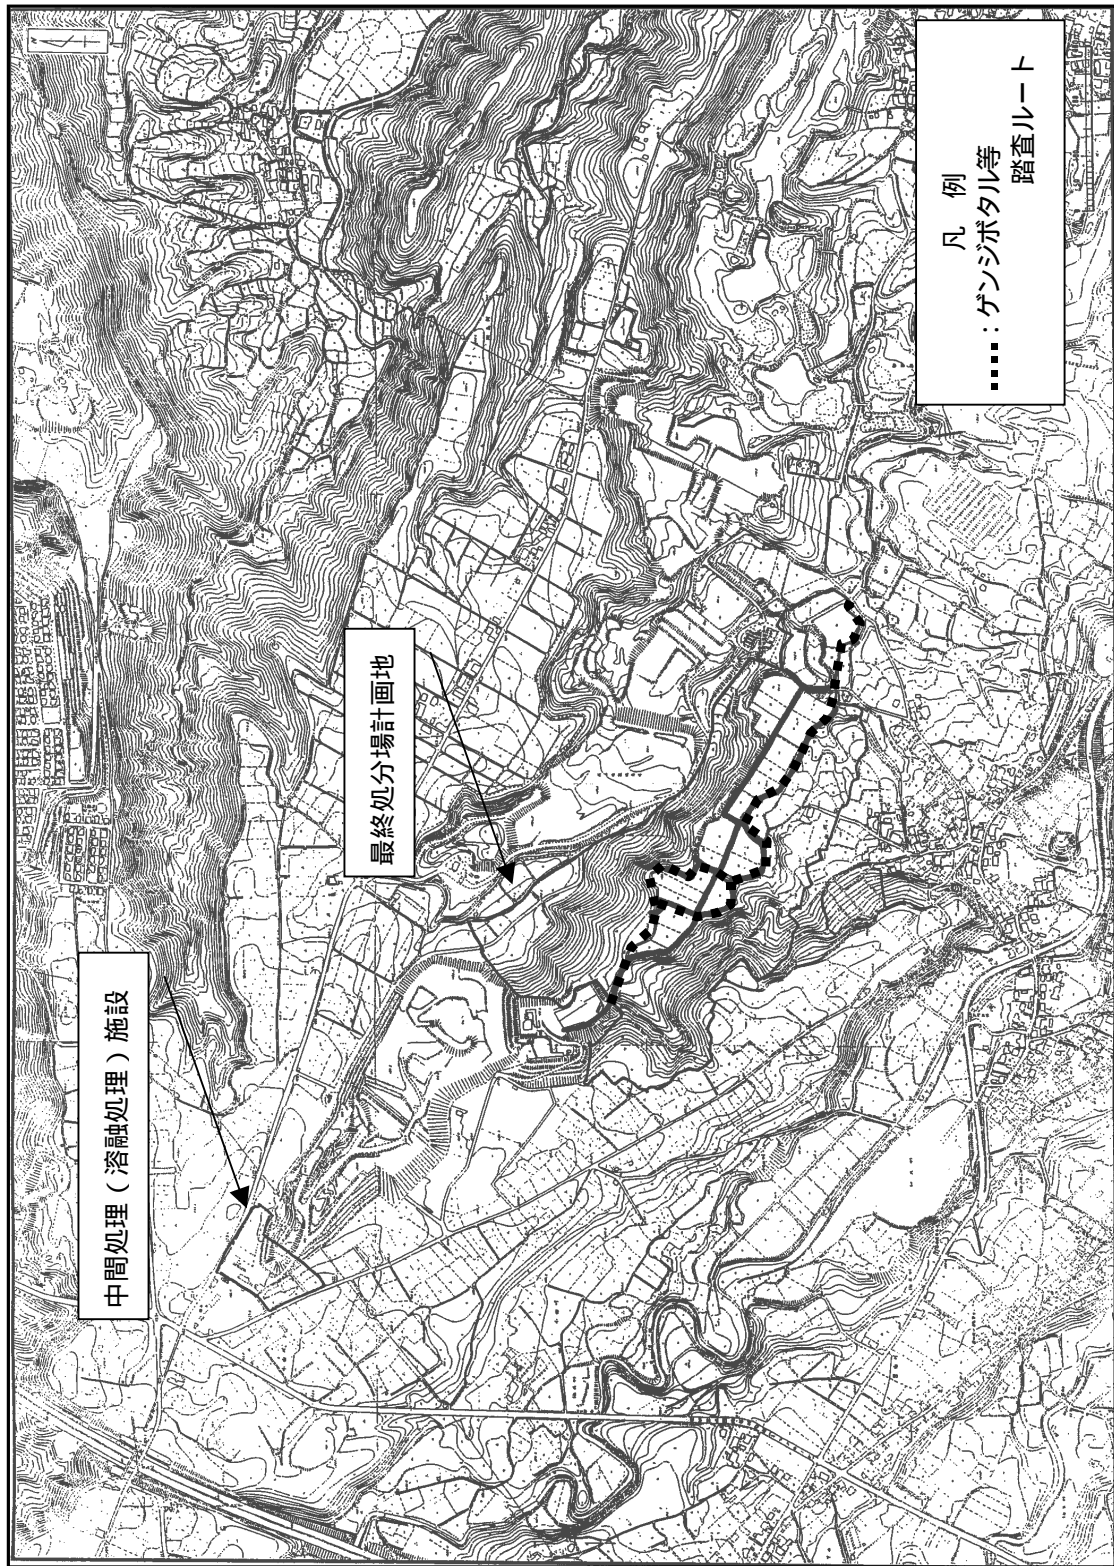 中間処理(溶融処理)施設
最終処分場計画地
凡 例
:ゲンジボタル等
踏査ルート